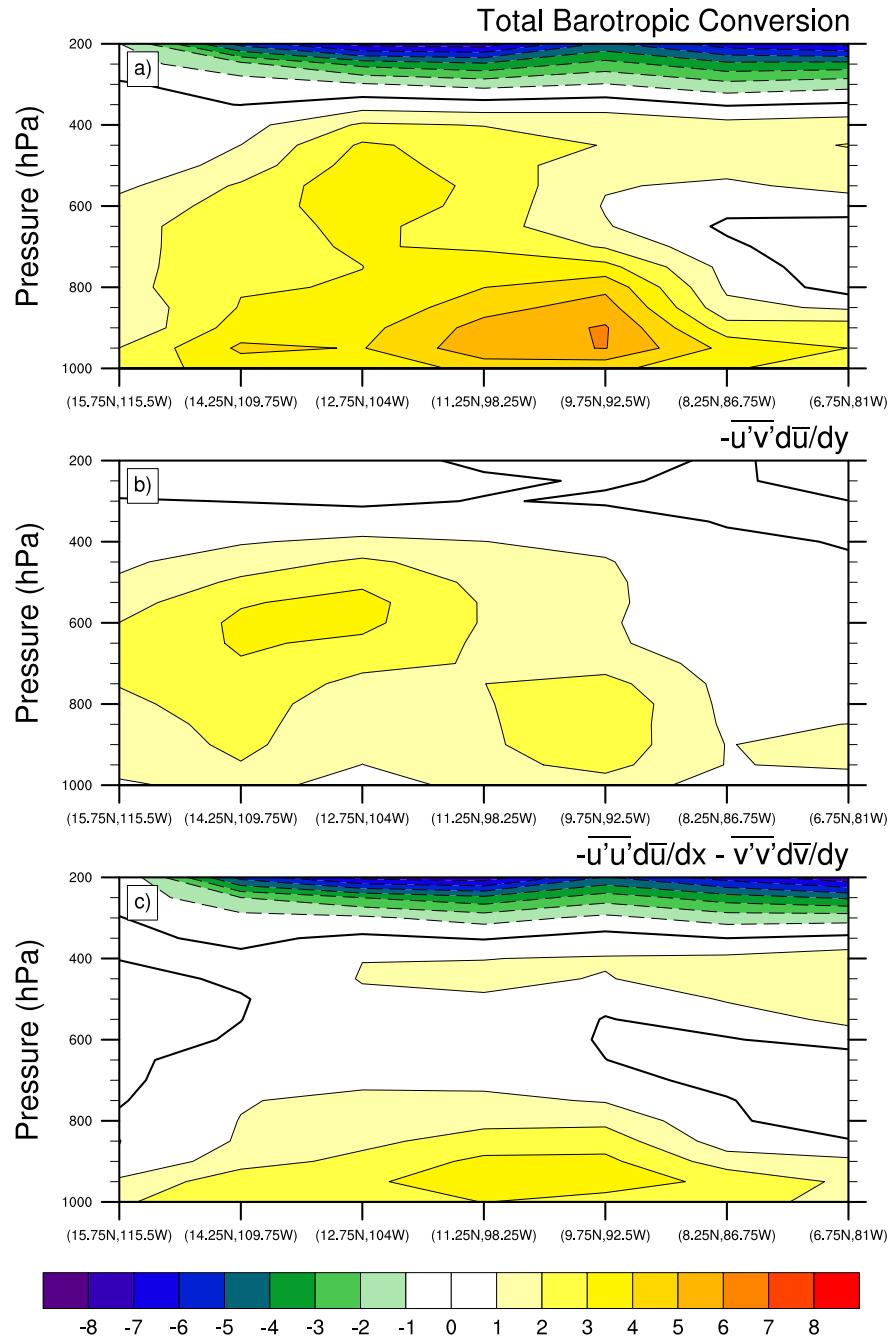 Total Barotropic Conversion
a)
Pressure (hPa)
200
400
600
800
1000
(15.75N,115.5W) (14.25N,109.75W) (12.75N,104W) (11.25N,98.25W) (9.75N,92.5W) (8.25N,86.75W) (6.75N,81W)
-u'v'du/dy
b)
Pressure (hPa)
200
400
600
800
1000
(15.75N,115.5W) (14.25N,109.75W) (12.75N,104W) (11.25N,98.25W) (9.75N,92.5W) (8.25N,86.75W) (6.75N,81W)
-u'u'du/dx - v'v'dv/dy
c)
Pressure (hPa)
200
400
600
800
1000
(15.75N,115.5W) (14.25N,109.75W) (12.75N,104W) (11.25N,98.25W) (9.75N,92.5W) (8.25N,86.75W) (6.75N,81W)
-8 -7 -6 -5 -4 -3 -2 -1 0 1 2 3 4 5 6 7 8